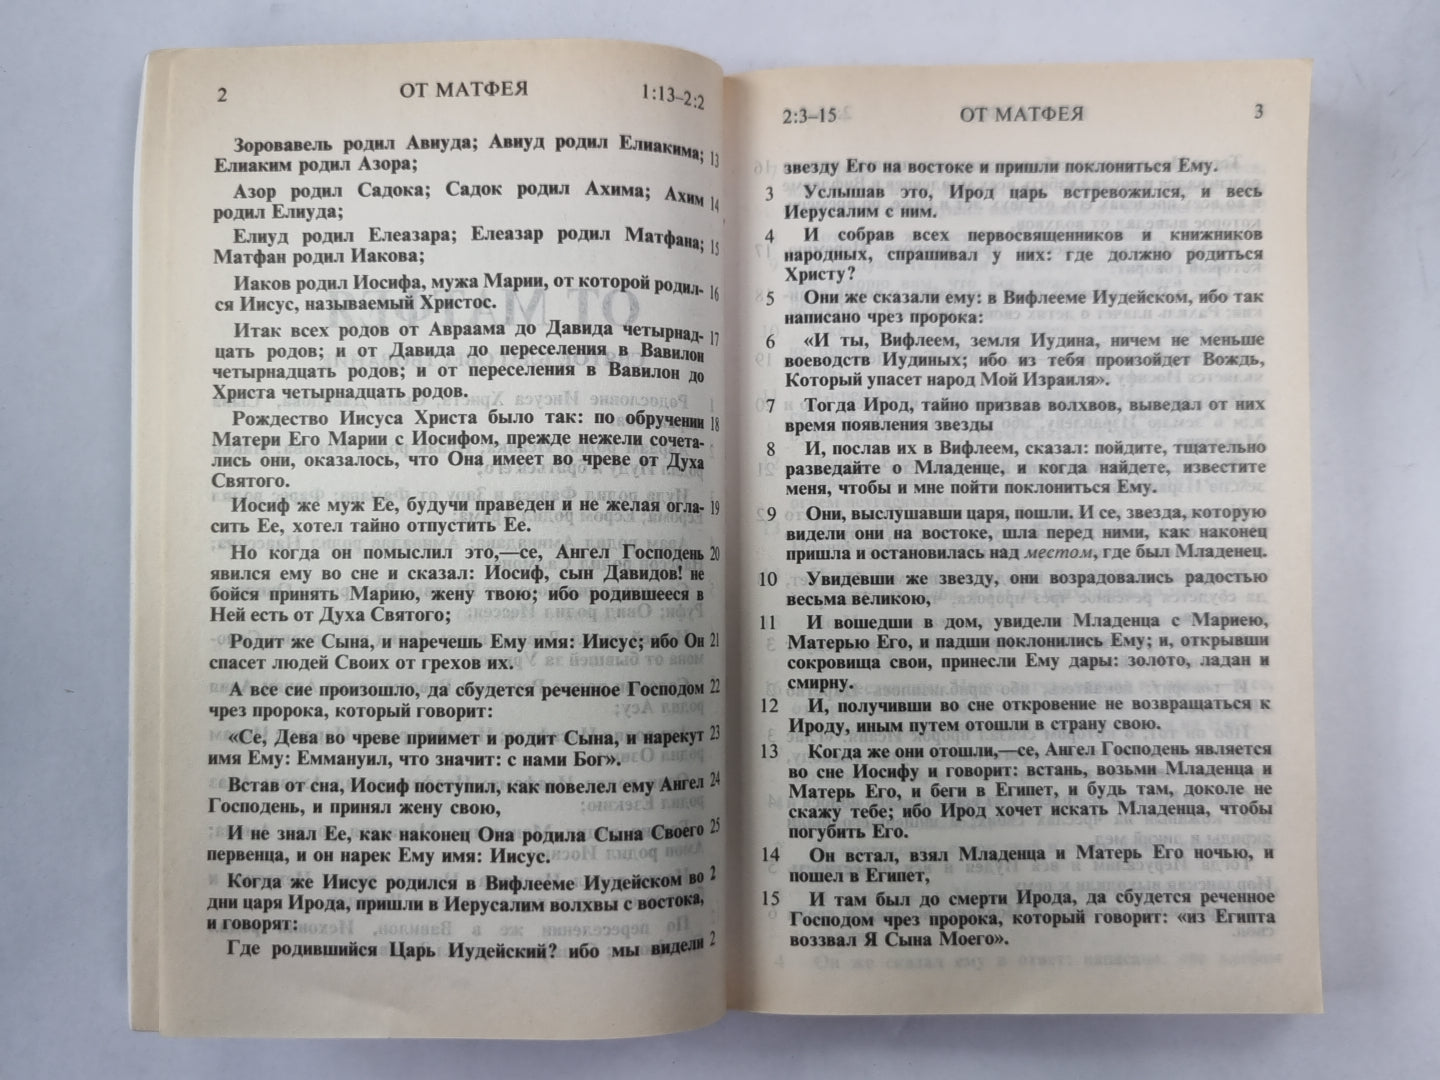 2 ОТ МАТФЕЯ 1:13–2:2
Зоровавель родил Авиуда; Авиуд родил Елиакима; 13
Елиаким родил Азора;
Азор родил Садока; Садок родил Ахима; Ахим 14
родил Елиуда;
Елиуд родил Елеазара; Елеазар родил Матфана; 15
Матфан родил Иакова;
Иаков родил Иосифа, мужа Марии, от которой родил- 16
ся Иисус, называемый Христос.
Итак всех родов от Авраама до Давида четырнад- 17
цать родов; и от Давида до переселения в Вавилон
четырнадцать родов; и от переселения в Вавилон до
Христа четырнадцать родов.
Рождество Иисуса Христа было так: по обручении 18
Матери Его Марии с Иосифом, прежде нежели сочета-
лись они, оказалось, что Она имеет во чреве от Духа
Святого.
Иосиф же муж Ее, будучи праведен и не желая огла- 19
сить Ее, хотел тайно отпустить Ее.
Но когда он помыслил это,—се, Ангел Господень 20
явился ему во сне и сказал: Иосиф, сын Давидов! не
бойся принять Марию, жену твою; ибо родившееся в
Ней есть от Духа Святого;
Родит же Сына, и наречешь Ему имя: Иисус; ибо Он 21
спасет людей Своих от грехов их.
А все сие произошло, да сбудется реченное Господом 22
чрез пророка, который говорит:
«Се, Дева во чреве приимет и родит Сына, и нарекут 23
имя Ему: Еммануил, что значит: с нами Бог».
Встав от сна, Иосиф поступил, как повелел ему Ангел 24
Господень, и принял жену свою,
И не знал Ее, как наконец Она родила Сына Своего 25
первенца, и он нарек Ему имя: Иисус.
Когда же Иисус родился в Вифлееме Иудейском во 2
дни царя Ирода, пришли в Иерусалим волхвы с востока,
и говорят:
Где родившийся Царь Иудейский? ибо мы видели 2
2:3–15 ОТ МАТФЕЯ 3
звезду Его на востоке и пришли поклониться Ему.
3 Услышав это, Ирод царь встревожился, и весь
Иерусалим с ним.
4 И собрав всех первосвященников и книжников
народных, спрашивал у них: где должно родиться
Христу?
5 Они же сказали ему: в Вифлееме Иудейском, ибо так
написано чрез пророка:
6 «И ты, Вифлеем, земля Иудина, ничем не меньше
воеводств Иудиных; ибо из тебя произойдет Вождь,
Который упасет народ Мой Израиля».
7 Тогда Ирод, тайно призвав волхвов, выведал от них
время появления звезды
8 И, послав их в Вифлеем, сказал: пойдите, тщательно
разведайте о Младенце, и когда найдете, известите
меня, чтобы и мне пойти поклониться Ему.
9 Они, выслушавши царя, пошли. И се, звезда, которую
видели они на востоке, шла перед ними, как наконец
пришла и остановилась над местом, где был Младенец.
10 Увидевши же звезду, они возрадовались радостью
весьма великою,
11 И вошедши в дом, увидели Младенца с Мариею,
Матерью Его, и падши поклонились Ему; и, открывши
сокровища свои, принесли Ему дары: золото, ладан и
смирну.
12 И, получивши во сне откровение не возвращаться к
Ироду, иным путем отошли в страну свою.
13 Когда же они отошли,—се, Ангел Господень является
во сне Иосифу и говорит: встань, возьми Младенца и
Матерь Его, и беги в Египет, и будь там, доколе не
скажу тебе; ибо Ирод хочет искать Младенца, чтобы
погубить Его.
14 Он встал, взял Младенца и Матерь Его ночью, и
пошел в Египет,
15 И там был до смерти Ирода, да сбудется реченное
Господом чрез пророка, который говорит: «из Египта
воззвал Я Сына Моего».